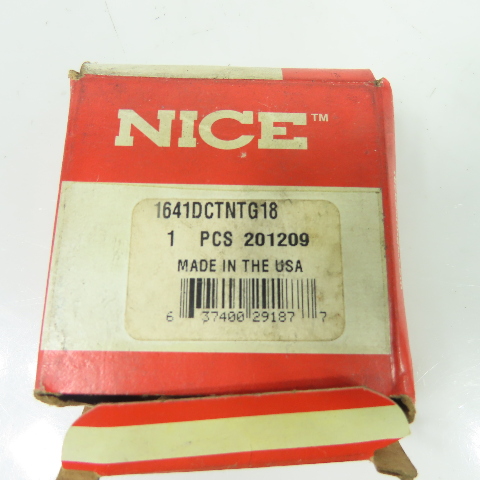 NICE™
1641DCTNTG18
1 PCS 201209
MADE IN THE USA
6 37400 29187 7